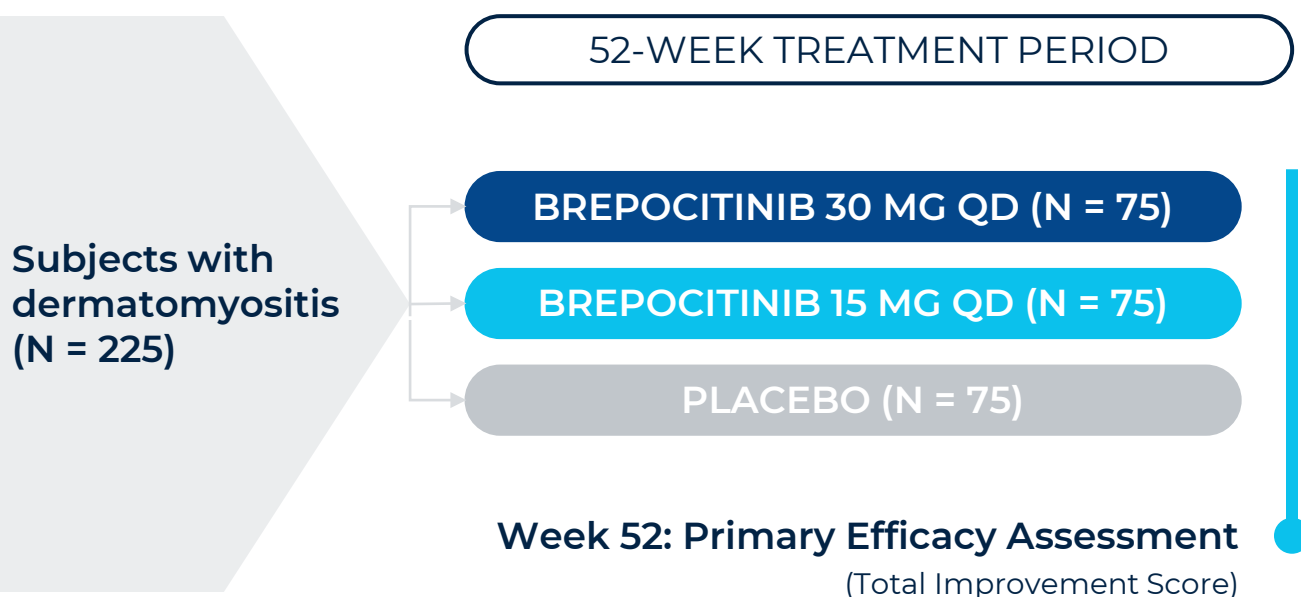 52-WEEK TREATMENT PERIOD
Subjects with
dermatomyositis
(N = 225)
BREPOCITINIB 30 MG QD (N = 75)
BREPOCITINIB 15 MG QD (N = 75)
PLACEBO (N = 75)
Week 52: Primary Efficacy Assessment
(Total Improvement Score)